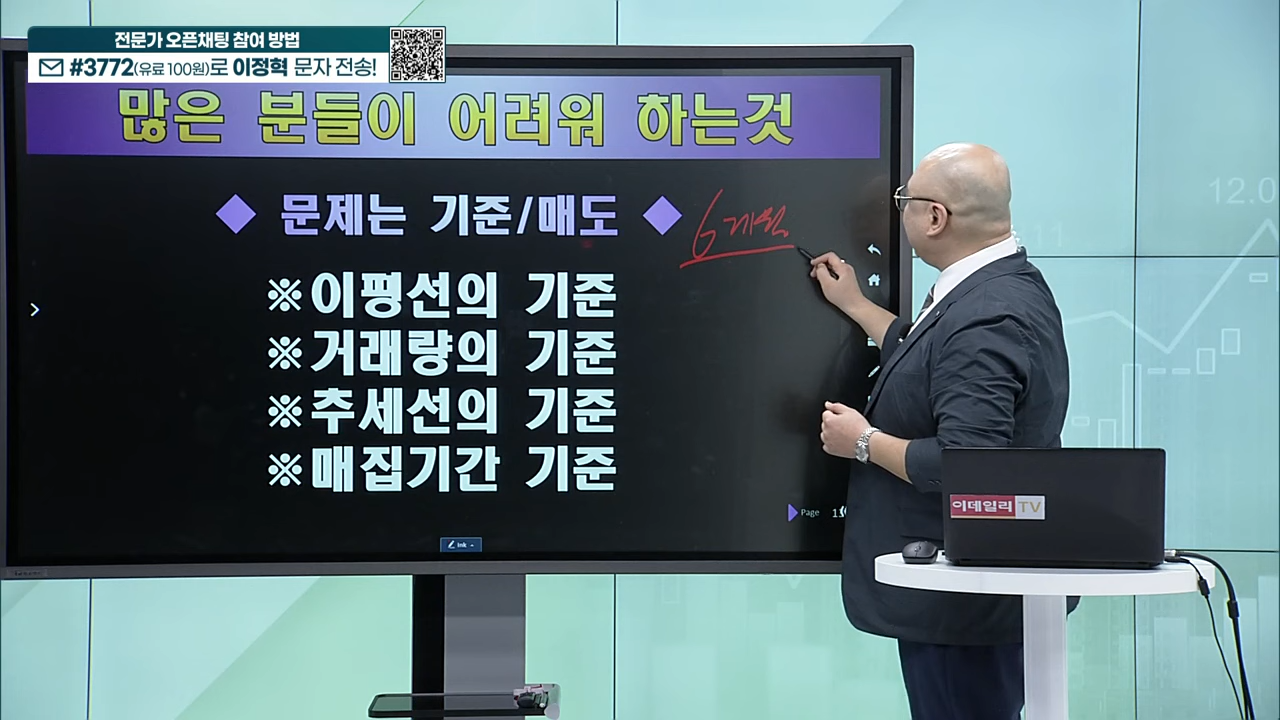 전문가 오픈채팅 참여 방법
#3772(유료 100원)로 이정혁 문자 전송!
많은 분들이 어려워 하는것
◆ 문제는 기준/매도 ◆
6개월
※이평선의 기준
※거래량의 기준
※추세선의 기준
※매집기간 기준
Page
Ink
이데일리TV
12.0